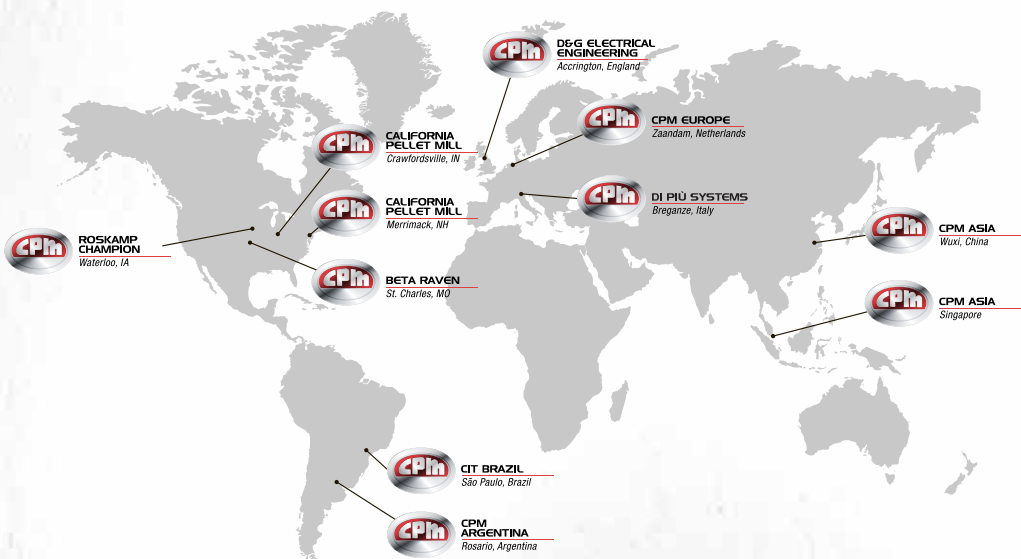 CPM
D&G ELECTRICAL
ENGINEERING
Accrington, England
CPM
CPM EUROPE
Zaandam, Netherlands
CPM
CALIFORNIA
PELLET MILL
Crawfordsville, IN
CPM
CALIFORNIA
PELLET MILL
Merrimack, NH
CPM
DI PIÙ SYSTEMS
Breganze, Italy
CPM
ROSKAMP
CHAMPION
Waterloo, IA
CPM
BETA RAVEN
St. Charles, MO
CPM
CPM ASIA
Wuxi, China
CPM
CPM ASIA
Singapore
CPM
CIT BRAZIL
São Paulo, Brazil
CPM
CPM
ARGENTINA
Rosario, Argentina